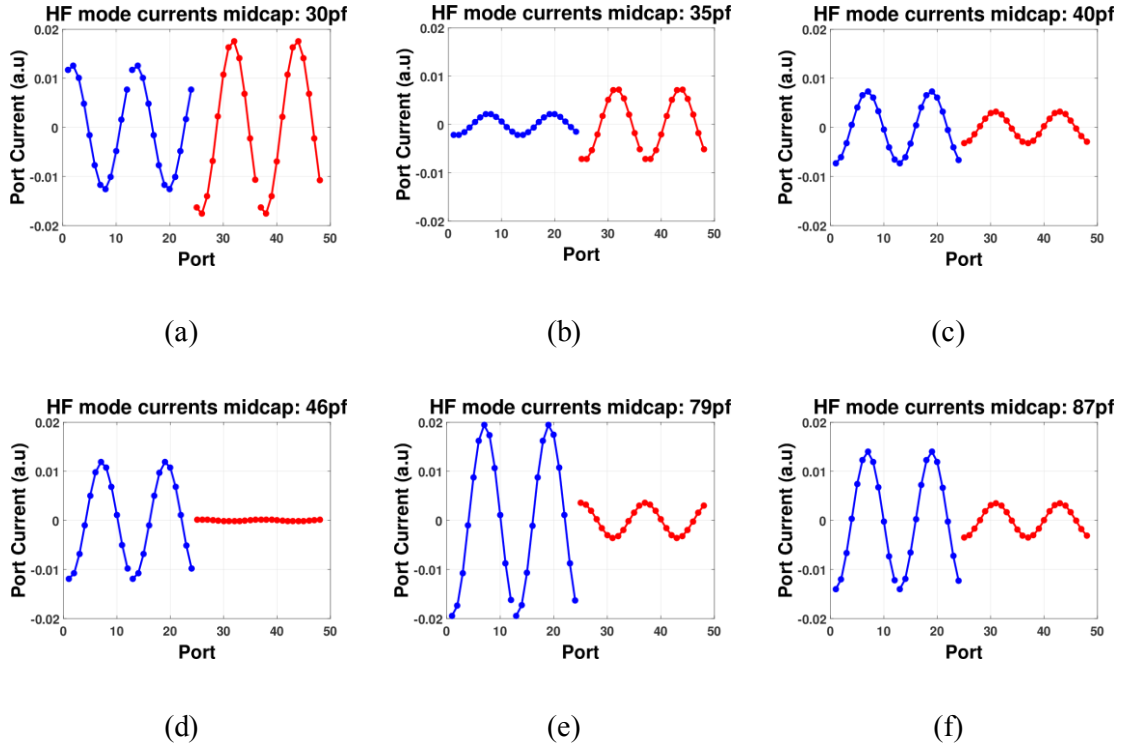 HF mode currents midcap: 30pf
HF mode currents midcap: 35pf
HF mode currents midcap: 40pf
Port Current (a.u)
0.02
0.01
0
-0.01
-0.02
0 10 20 30 40 50
Port
Port Current (a.u)
0.02
0.01
0
-0.01
-0.02
0 10 20 30 40 50
Port
Port Current (a.u)
0.02
0.01
0
-0.01
-0.02
0 10 20 30 40 50
Port
(a)
(b)
(c)
HF mode currents midcap: 46pf
HF mode currents midcap: 79pf
HF mode currents midcap: 87pf
Port Current (a.u)
0.02
0.01
0
-0.01
-0.02
0 10 20 30 40 50
Port
Port Current (a.u)
0.02
0.01
0
-0.01
-0.02
0 10 20 30 40 50
Port
Port Current (a.u)
0.02
0.01
0
-0.01
-0.02
0 10 20 30 40 50
Port
(d)
(e)
(f)